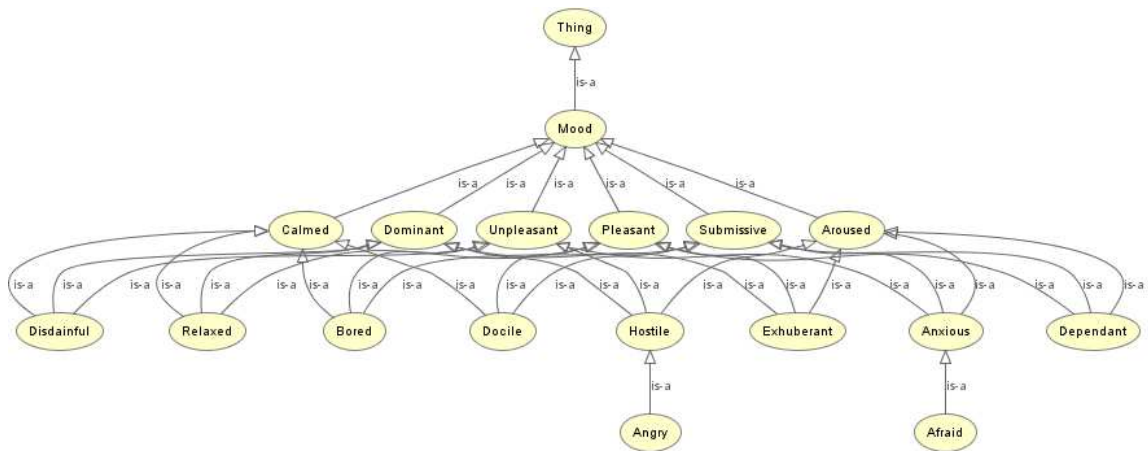 Thing
is-a
Mood
is-a is-a is-a is-a is-a is-a
Calmed Dominant Unpleasant Pleasant Submissive Aroused
is-a is-a is-a is-a is-a is-a is-a is-a is-a is-a is-a is-a is-a is-a is-a is-a is-a is-a is-a is-a is-a is-a is-a is-a
Disdainful Relaxed Bored Docile Hostile Exhuberant Anxious Dependant
is-a is-a
Angry Afraid